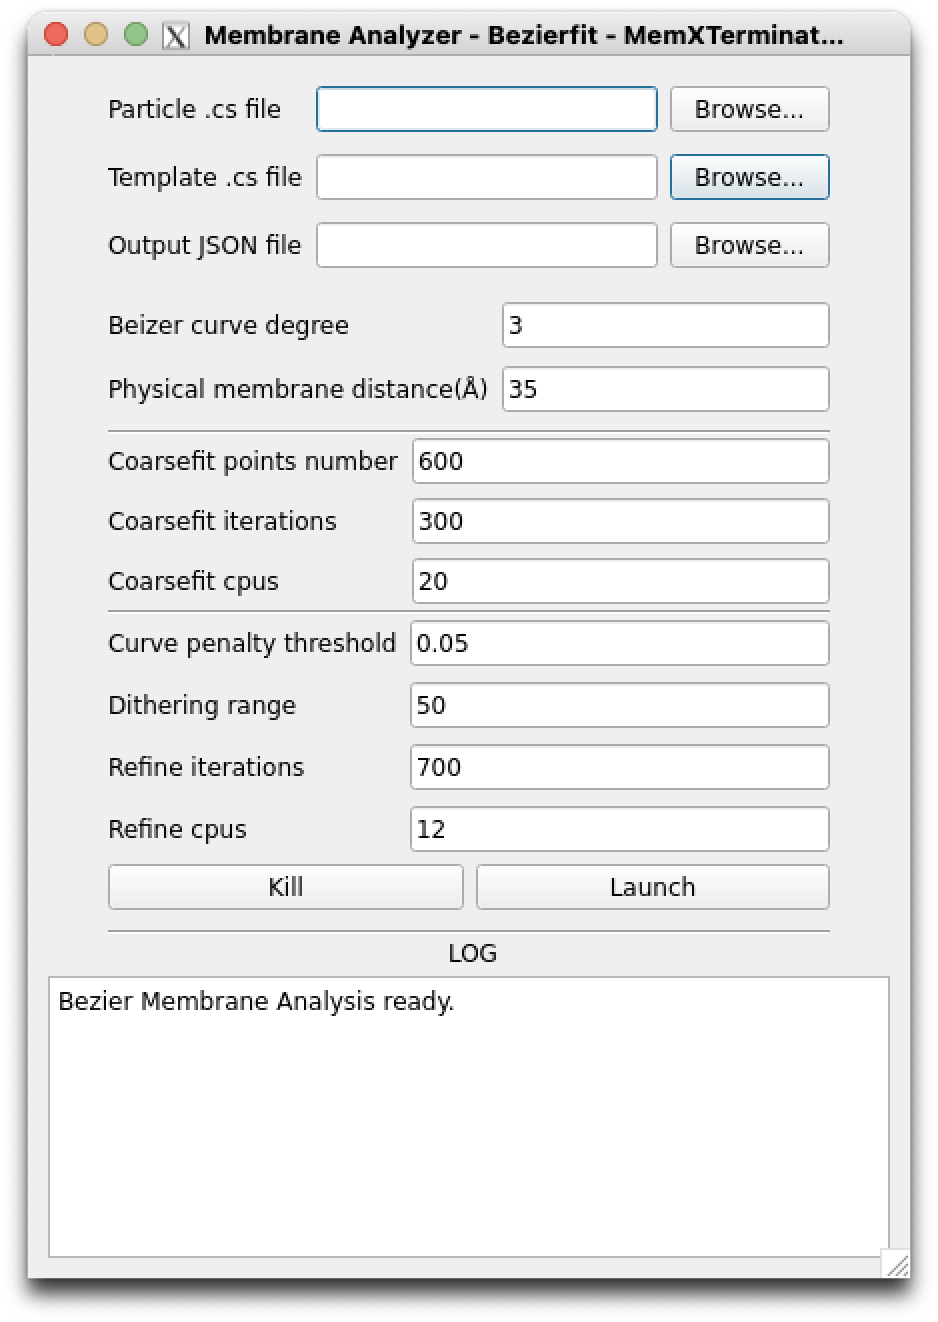 Membrane Analyzer - Bezierfit - MemXTerminat...
Particle .cs file Browse...
Template .cs file Browse...
Output JSON file Browse...
Beizer curve degree 3
Physical membrane distance(Å) 35
Coarsefit points number 600
Coarsefit iterations 300
Coarsefit cpus 20
Curve penalty threshold 0.05
Dithering range 50
Refine iterations 700
Refine cpus 12
Kill Launch
LOG
Bezier Membrane Analysis ready.